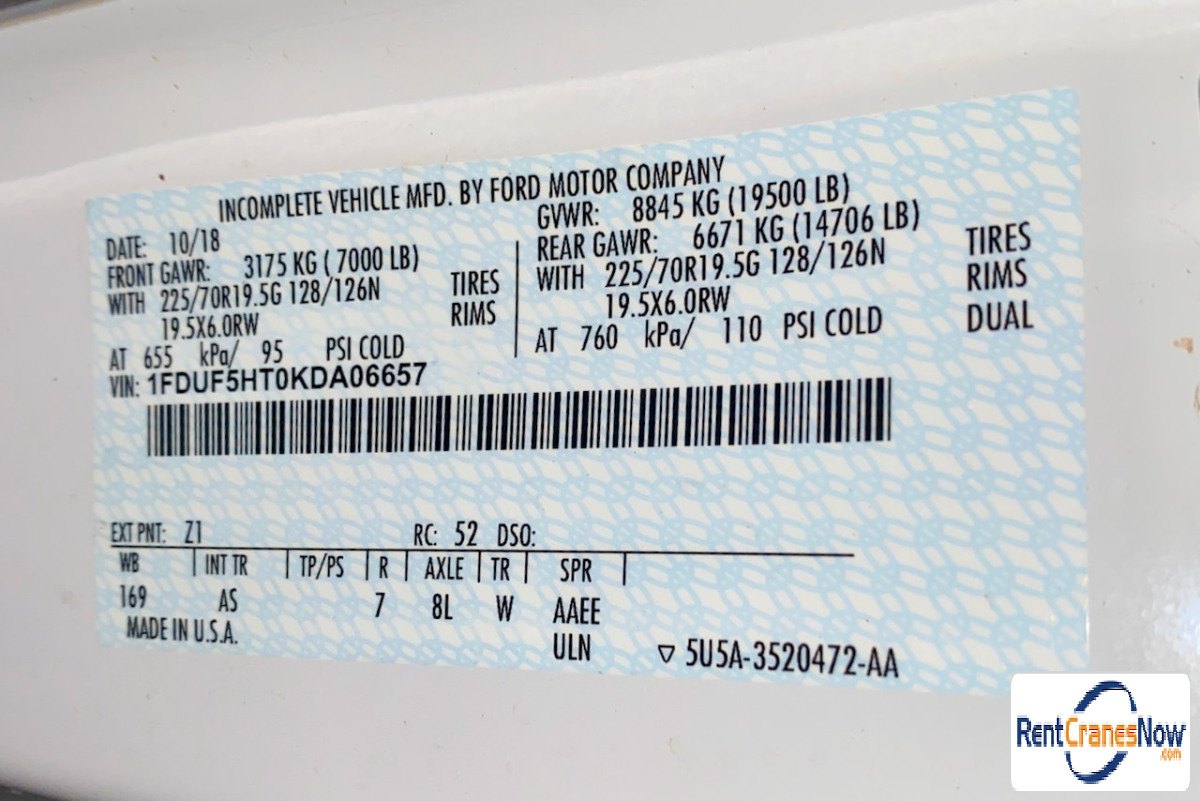 INCOMPLETE VEHICLE MFD. BY FORD MOTOR COMPANY
DATE: 10/18
FRONT GAWR: 3175 KG (7000 LB)
WITH 225/70R19.5G 128/126N TIRES
19.5X6.0RW RIMS
AT 655 kPa/ 95 PSI COLD
GVWR: 8845 KG (19500 LB)
REAR GAWR: 6671 KG (14706 LB)
WITH 225/70R19.5G 128/126N TIRES
19.5X6.0RW RIMS
AT 760 kPa/ 110 PSI COLD DUAL
VIN: 1FDUF5HT0KDA06657
EXT PNT: Z1 RC: 52 DSO:
WB INT TR TP/PS R AXLE TR SPR
169 AS 7 8L W AAEE
MADE IN U.S.A. ULN ▽ 5U5A-3520472-AA
RentCranesNow
.com